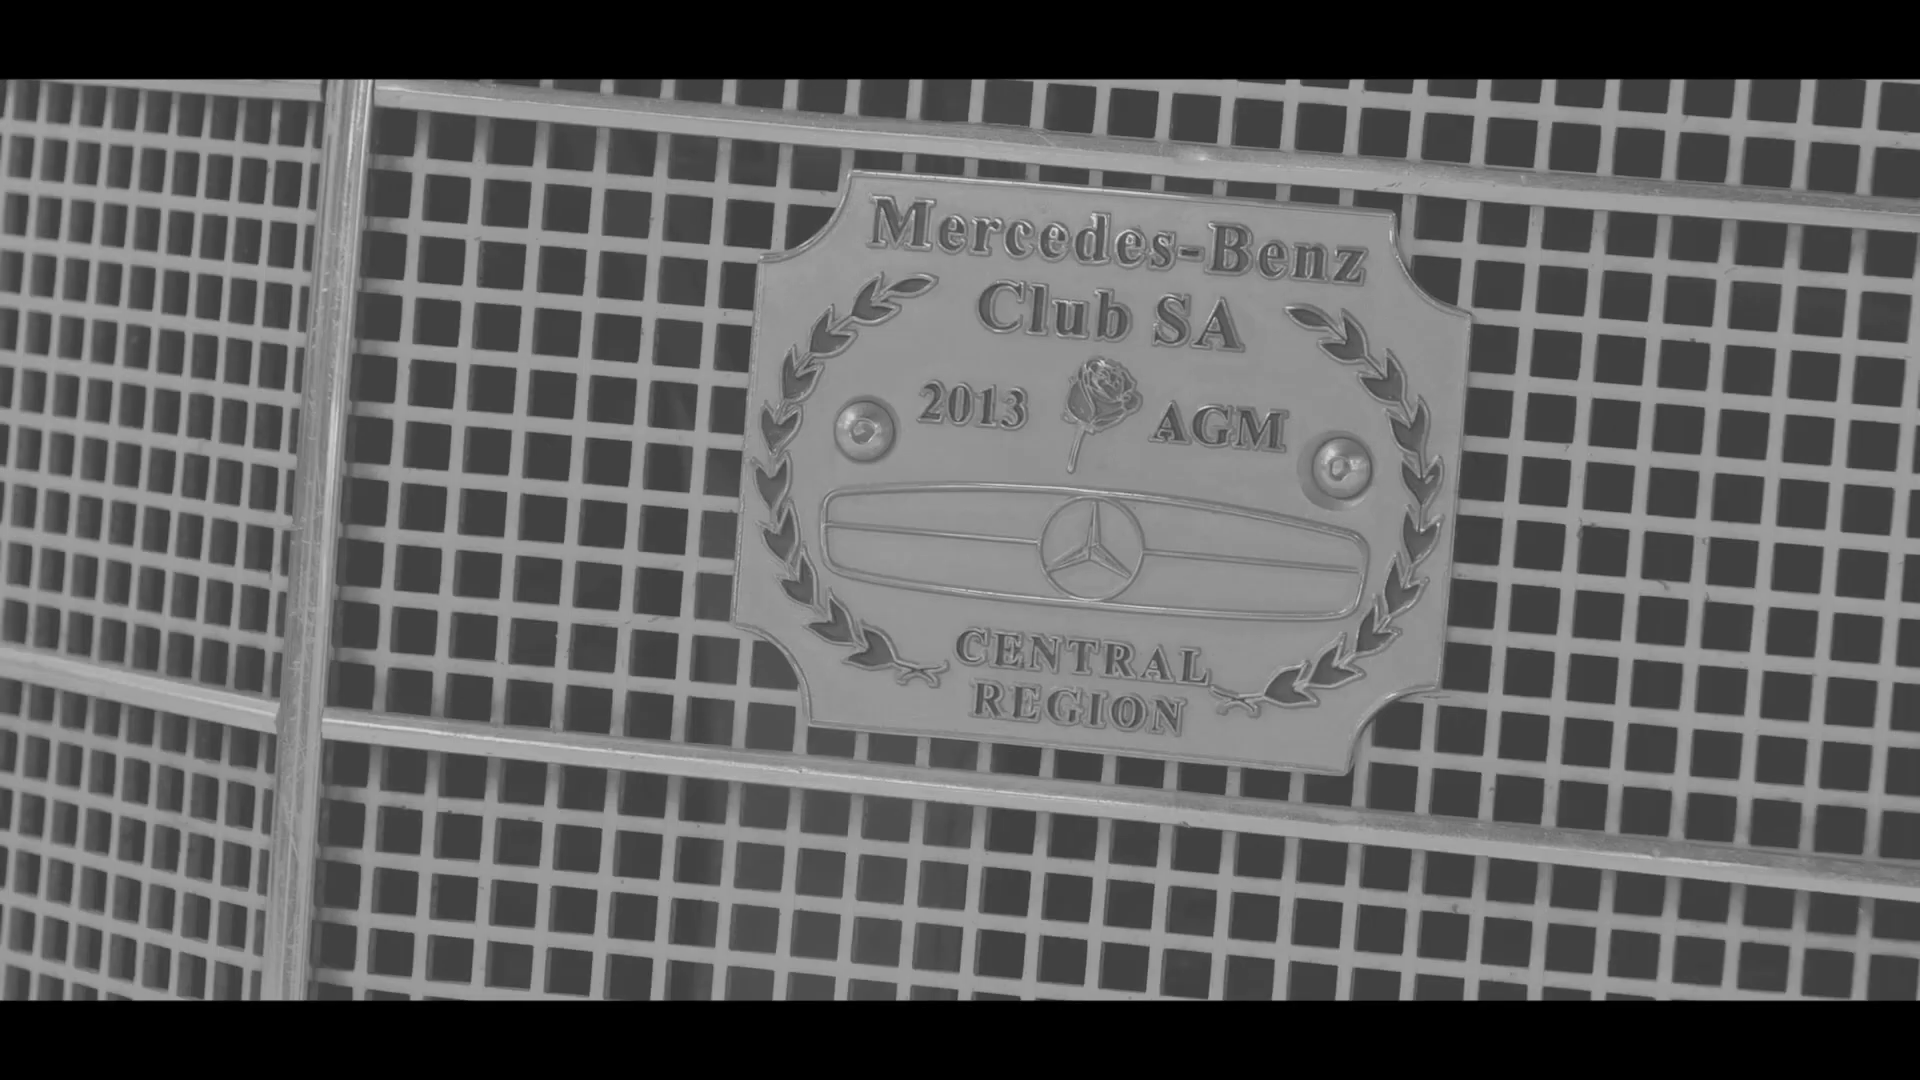 Mercedes-Benz
Club SA
2013 AGM
CENTRAL
REGION